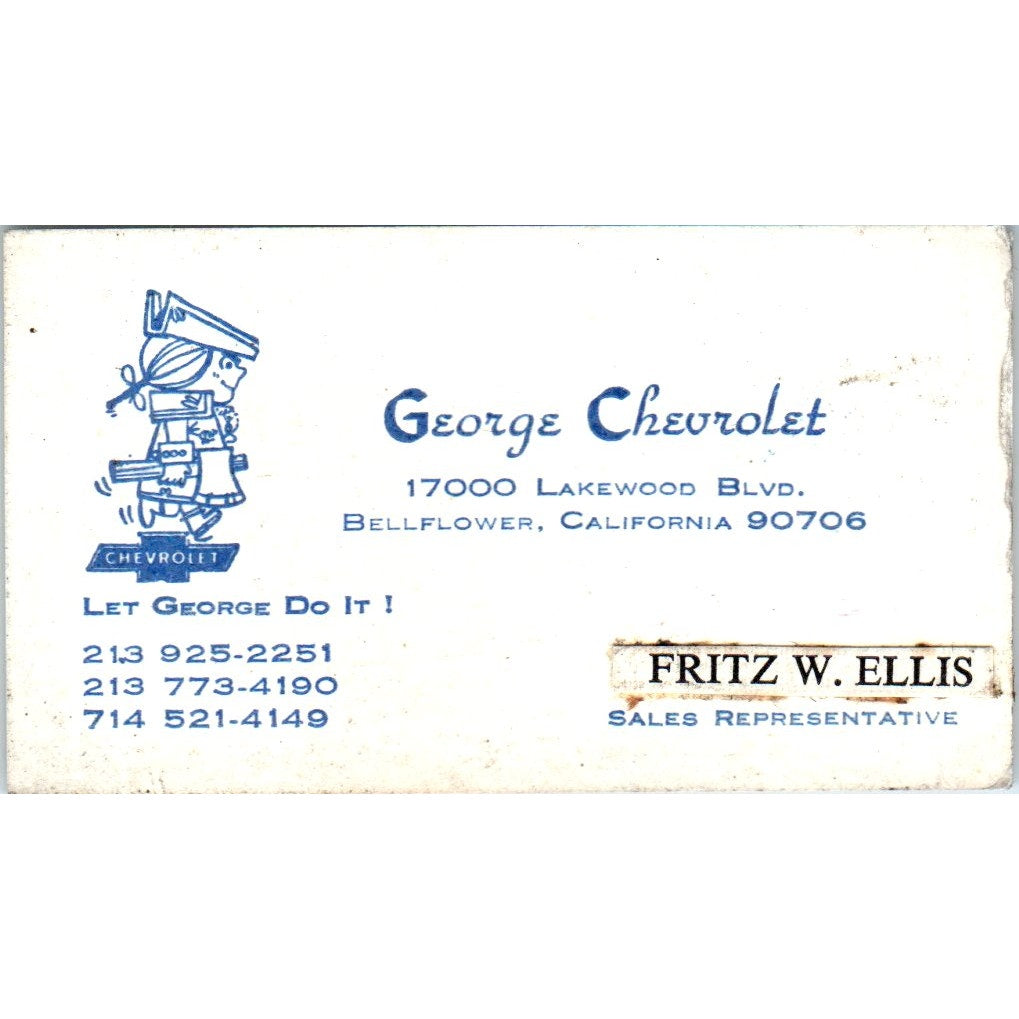 George Chevrolet
17000 Lakewood Blvd.
Bellflower, California 90706
CHEVROLET
Let George Do It !
213 925-2251
213 773-4190
714 521-4149
FRITZ W. ELLIS
Sales Representative